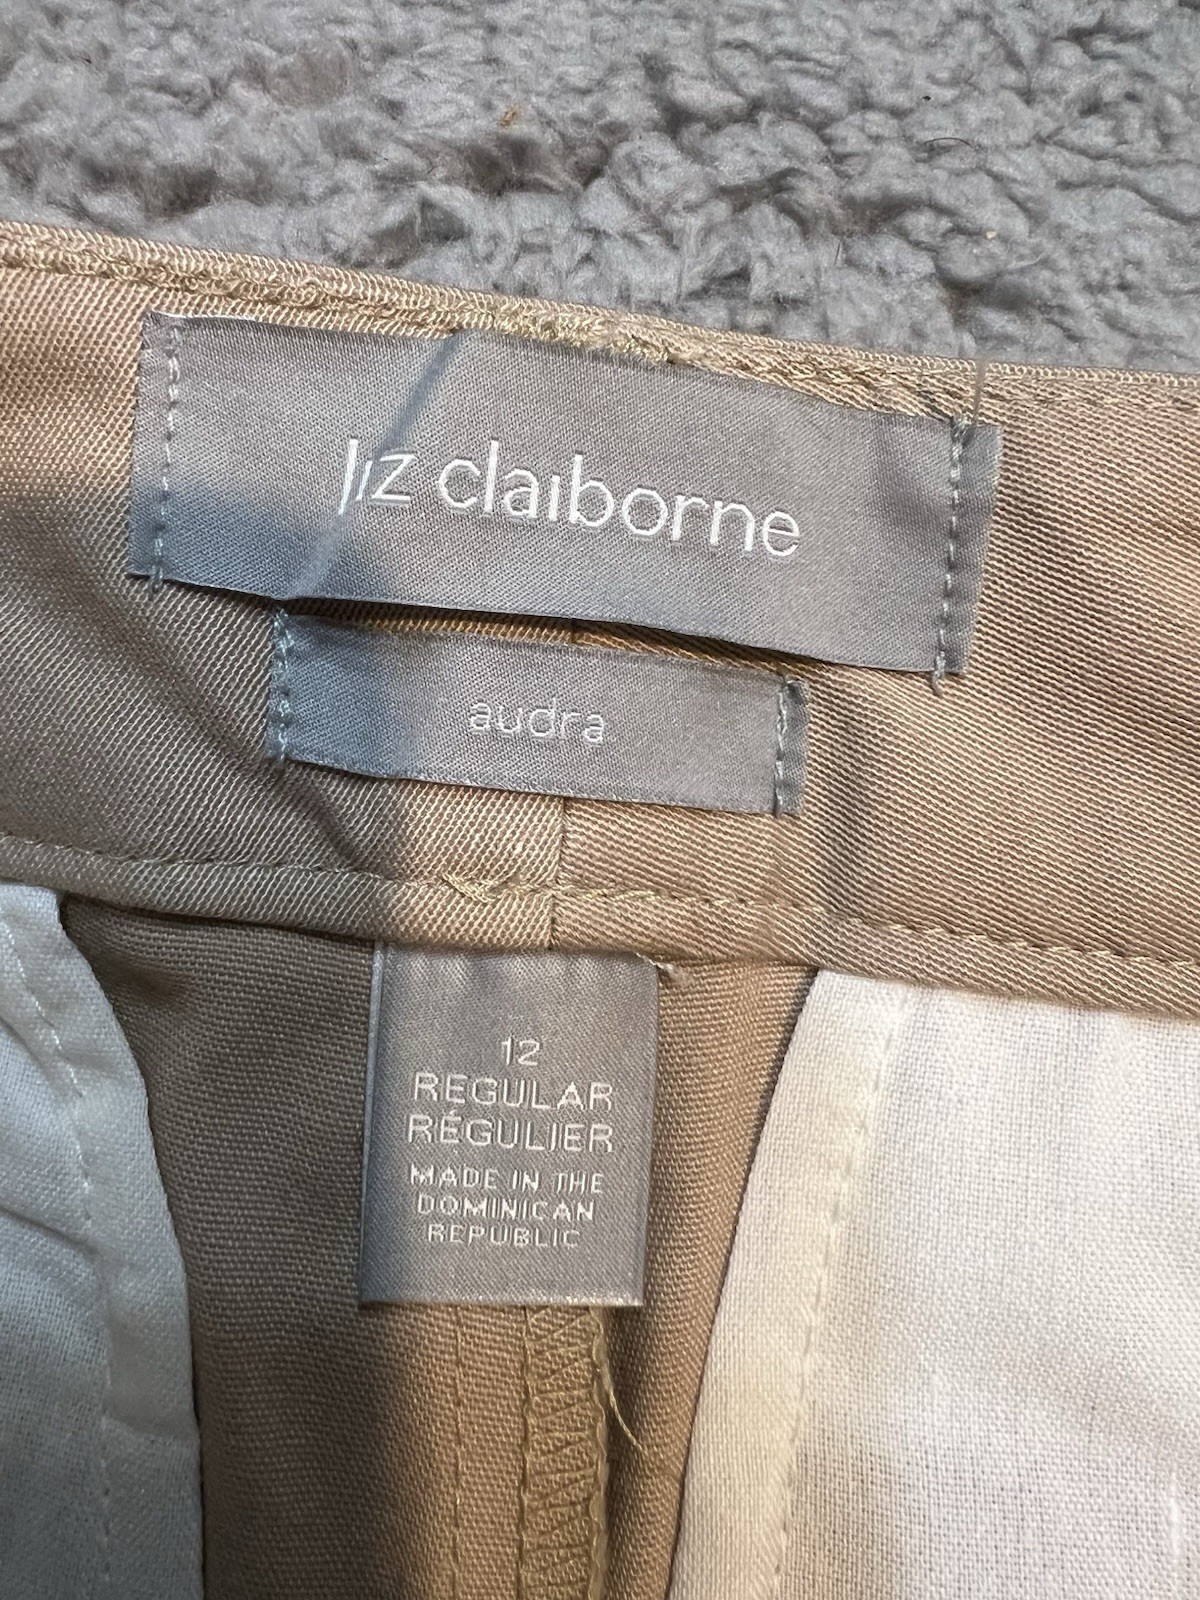 liz claiborne
audra
12
REGULAR
RÉGULIER
MADE IN THE
DOMINICAN
REPUBLIC